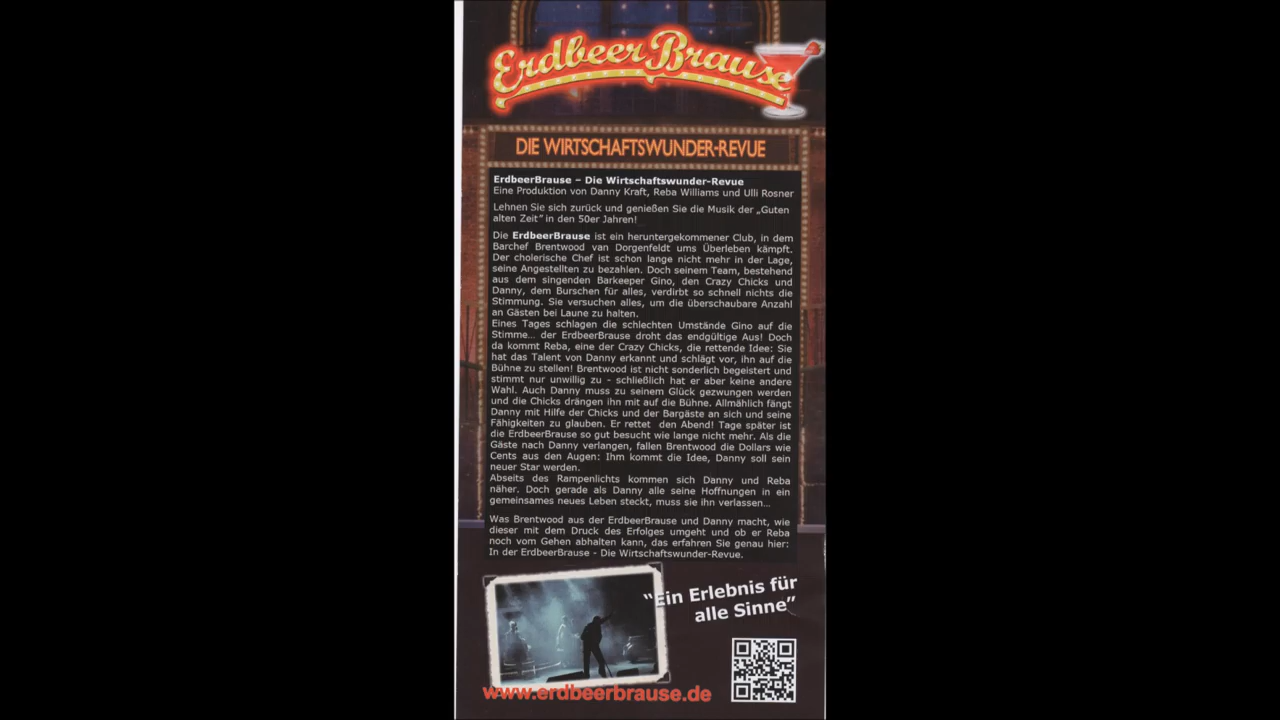 ErdbeerBrause
DIE WIRTSCHAFTSWUNDER-REVUE
ErdbeerBrause – Die Wirtschaftswunder-Revue
Eine Produktion von Danny Kraft, Reba Williams und Ulli Rosner
Lehnen Sie sich zurück und genießen Sie die Musik der „Guten
alten Zeit" in den 50er Jahren!
Die ErdbeerBrause ist ein heruntergekommener Club, in dem
Barchef Brentwood van Dorgenfeldt ums Überleben kämpft.
Der cholerische Chef ist schon lange nicht mehr in der Lage,
seine Angestellten zu bezahlen. Doch seinem Team, bestehend
aus dem singenden Barkeeper Gino, den Crazy Chicks und
Danny, dem Burschen für alles, verdirbt so schnell nichts die
Stimmung. Sie versuchen alles, um die überschaubare Anzahl
an Gästen bei Laune zu halten.
Eines Tages schlagen die schlechten Umstände Gino auf die
Stimme... der ErdbeerBrause droht das endgültige Aus! Doch
da kommt Reba, eine der Crazy Chicks, die rettende Idee: Sie
hat das Talent von Danny erkannt und schlägt vor, ihn auf die
Bühne zu stellen! Brentwood ist nicht sonderlich begeistert und
stimmt nur unwillig zu - schließlich hat er aber keine andere
Wahl. Auch Danny muss zu seinem Glück gezwungen werden
und die Chicks drängen ihn mit auf die Bühne. Allmählich fängt
Danny mit Hilfe der Chicks und der Bargäste an sich und seine
Fähigkeiten zu glauben. Er rettet den Abend! Tage später ist
die ErdbeerBrause so gut besucht wie lange nicht mehr. Als die
Gäste nach Danny verlangen, fallen Brentwood die Dollars wie
Cents aus den Augen: Ihm kommt die Idee, Danny soll sein
neuer Star werden.
Abseits des Rampenlichts kommen sich Danny und Reba
näher. Doch gerade als Danny alle seine Hoffnungen in ein
gemeinsames neues Leben steckt, muss sie ihn verlassen...
Was Brentwood aus der ErdbeerBrause und Danny macht, wie
dieser mit dem Druck des Erfolges umgeht und ob er Reba
noch vom Gehen abhalten kann, das erfahren Sie genau hier:
In der ErdbeerBrause - Die Wirtschaftswunder-Revue.
"Ein Erlebnis für
alle Sinne"
www.erdbeerbrause.de